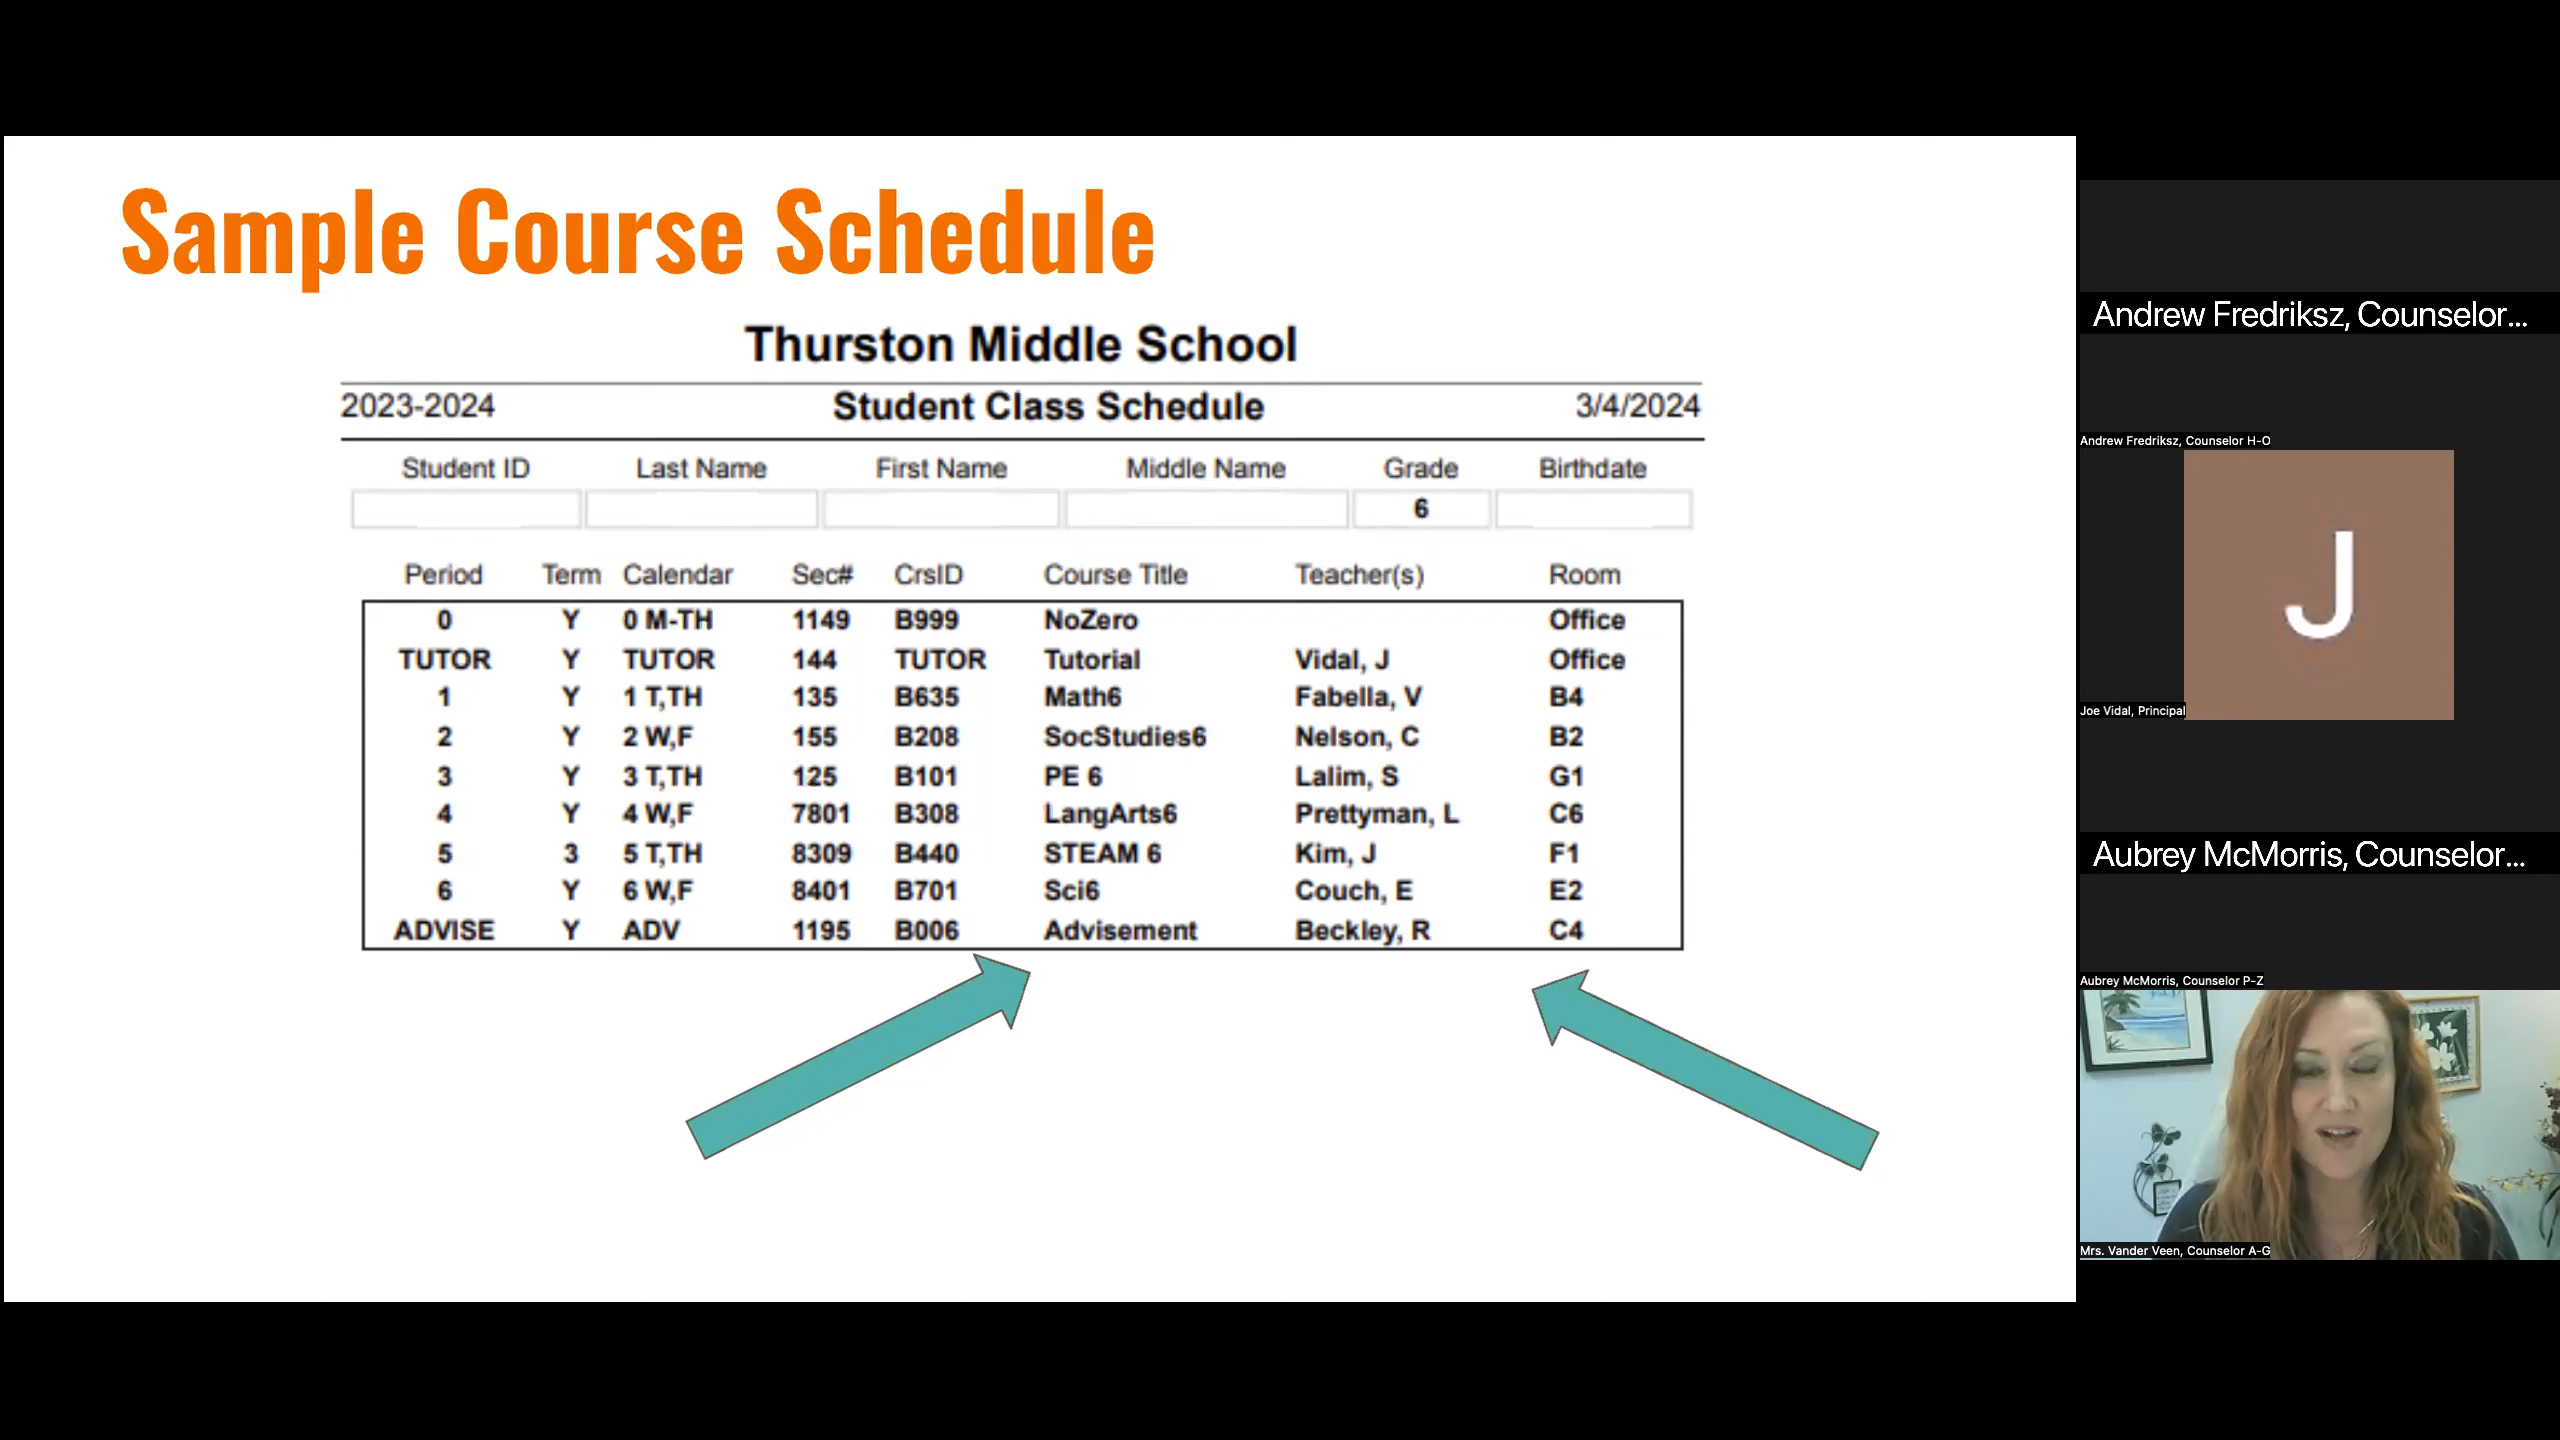 Sample Course Schedule
Thurston Middle School
2023-2024 Student Class Schedule 3/4/2024
Student ID Last Name First Name Middle Name Grade Birthdate
6
Period Term Calendar Sec# CrsID Course Title Teacher(s) Room
0 Y 0 M-TH 1149 B999 NoZero Office
TUTOR Y TUTOR 144 TUTOR Tutorial Vidal, J Office
1 Y 1 T,TH 135 B635 Math6 Fabella, V B4
2 Y 2 W,F 155 B208 SocStudies6 Nelson, C B2
3 Y 3 T,TH 125 B101 PE 6 Lalim, S G1
4 Y 4 W,F 7801 B308 LangArts6 Prettyman, L C6
5 3 5 T,TH 8309 B440 STEAM 6 Kim, J F1
6 Y 6 W,F 8401 B701 Sci6 Couch, E E2
ADVISE Y ADV 1195 B006 Advisement Beckley, R C4
Andrew Fredriksz, Counselor...
Andrew Fredriksz, Counselor H-O
J
Joe Vidal, Principal
Aubrey McMorris, Counselor...
Aubrey McMorris, Counselor P-Z
Mrs. Vander Veen, Counselor A-G